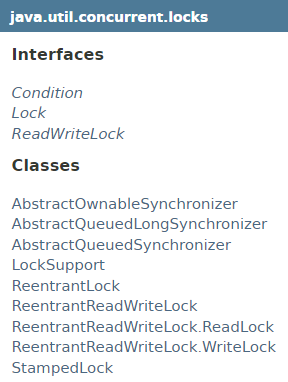 java.util.concurrent.locks
Interfaces
Condition
Lock
ReadWriteLock
Classes
AbstractOwnableSynchronizer
AbstractQueuedLongSynchronizer
AbstractQueuedSynchronizer
LockSupport
ReentrantLock
ReentrantReadWriteLock
ReentrantReadWriteLock.ReadLock
ReentrantReadWriteLock.WriteLock
StampedLock